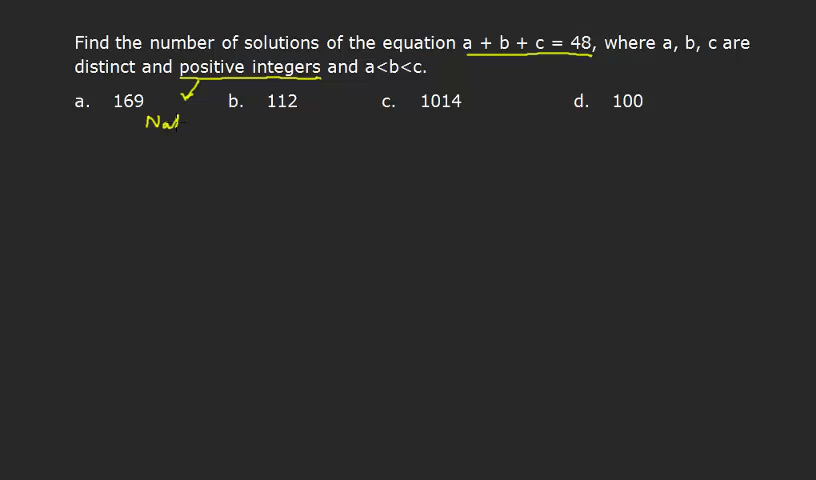 Find the number of solutions of the equation a + b + c = 48, where a, b, c are
distinct and positive integers and a<b<c.
a. 169 b. 112 c. 1014 d. 100
Nat